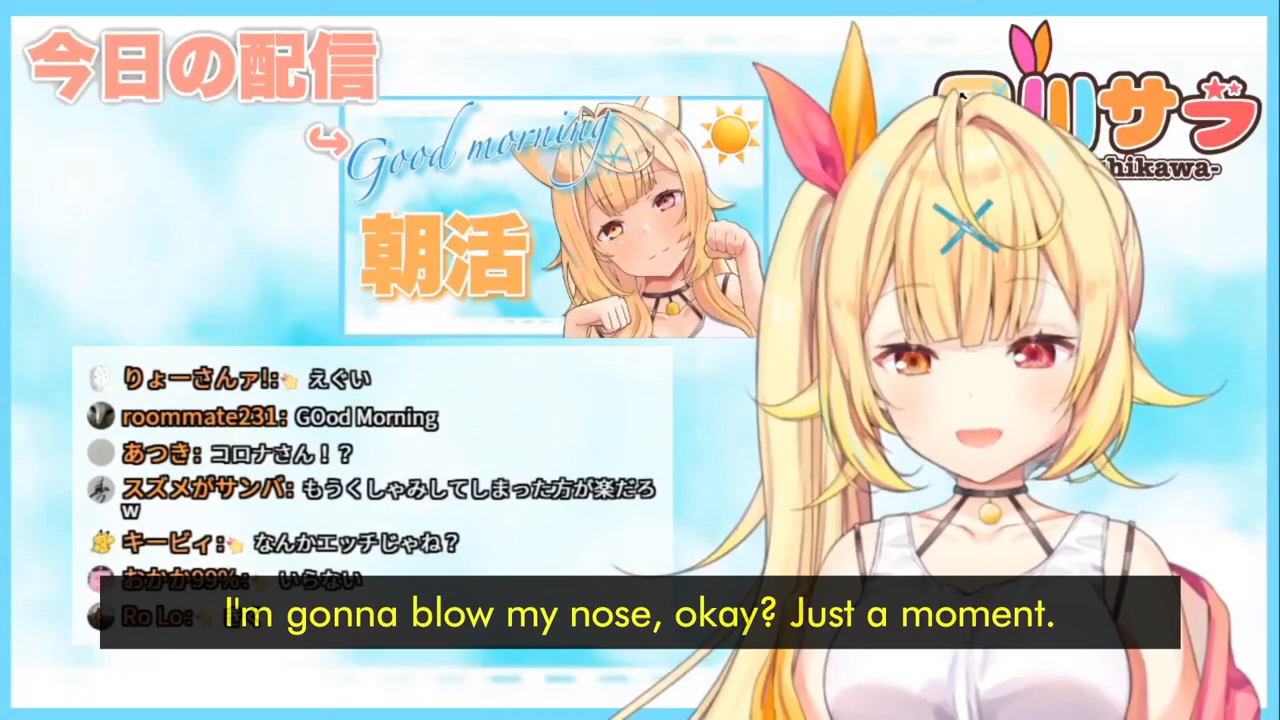 今日の配信
Good morning
朝活
川サラ
hikawa-
りょーさんァ!: えぐい
roommate231: GOod Morning
あつき: コロナさん！？
スズメがサンバ: もうくしゃみしてしまった方が楽だろ
w
キービィ: なんかエッチじゃね？
おかか99%: いらない
Ro Lo:
I'm gonna blow my nose, okay? Just a moment.